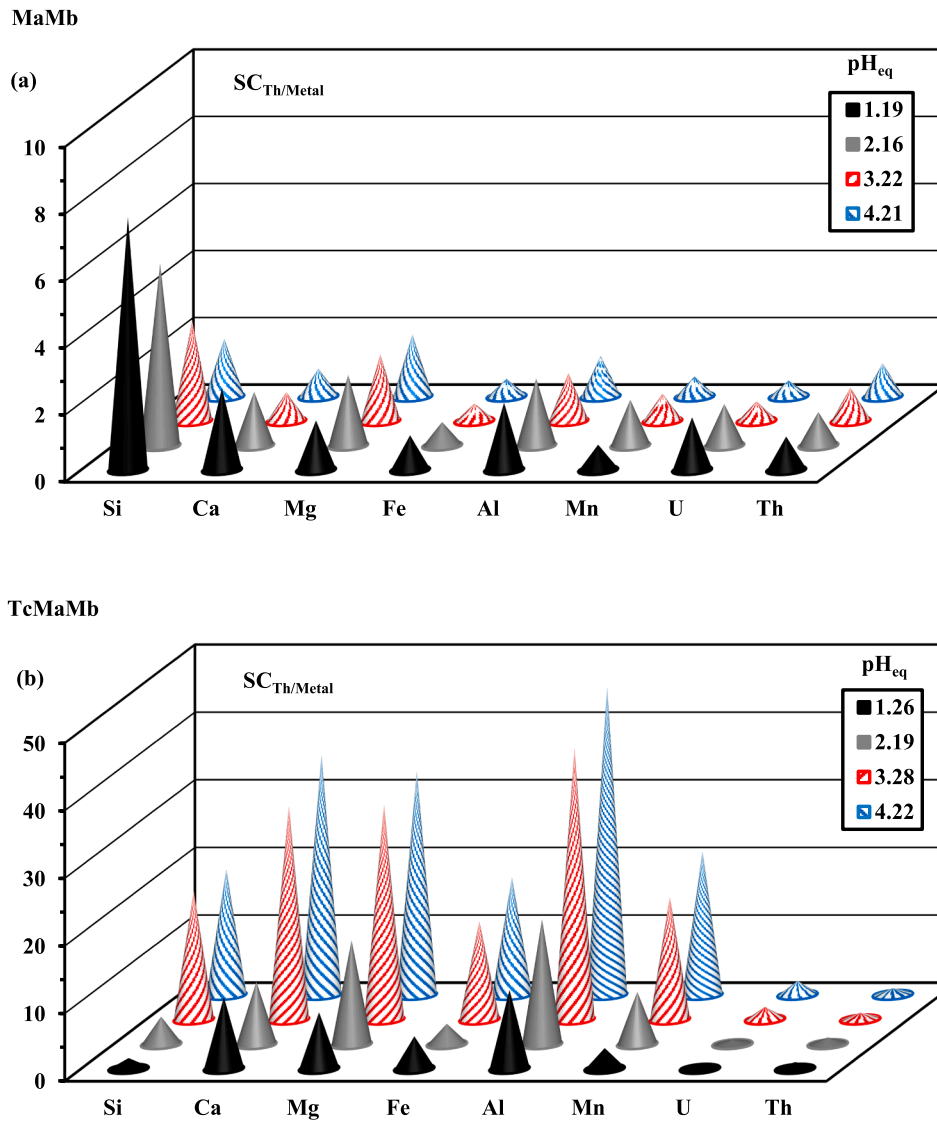 MaMb
(a)
SCTh/Metal
pHeq
1.19
2.16
3.22
4.21
10
8
6
4
2
0
Si Ca Mg Fe Al Mn U Th
TcMaMb
(b)
SCTh/Metal
pHeq
1.26
2.19
3.28
4.22
50
40
30
20
10
0
Si Ca Mg Fe Al Mn U Th